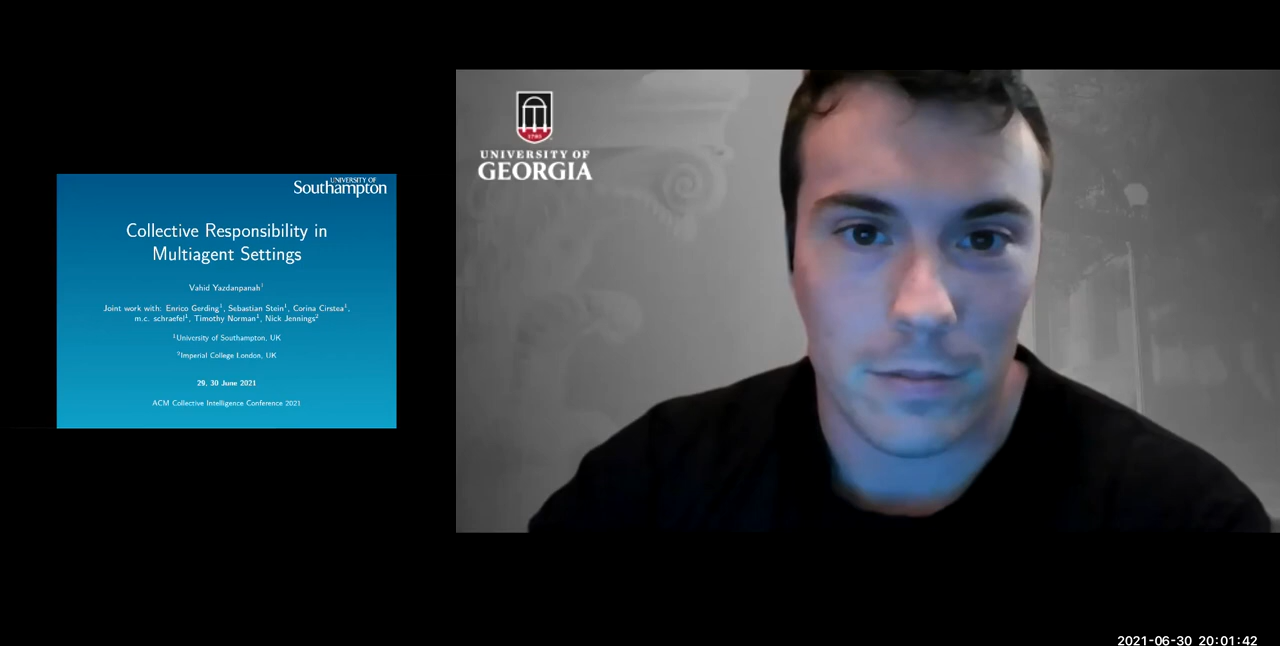 UNIVERSITY OF
Southampton
Collective Responsibility in
Multiagent Settings
Vahid Yazdanpanah¹
Joint work with: Enrico Gerding¹, Sebastian Stein¹, Corina Cirstea¹,
m.c. schraefel¹, Timothy Norman¹, Nick Jennings²
¹University of Southampton, UK
²Imperial College London, UK
29, 30 June 2021
ACM Collective Intelligence Conference 2021
1785
UNIVERSITY OF
GEORGIA
2021-06-30 20:01:42